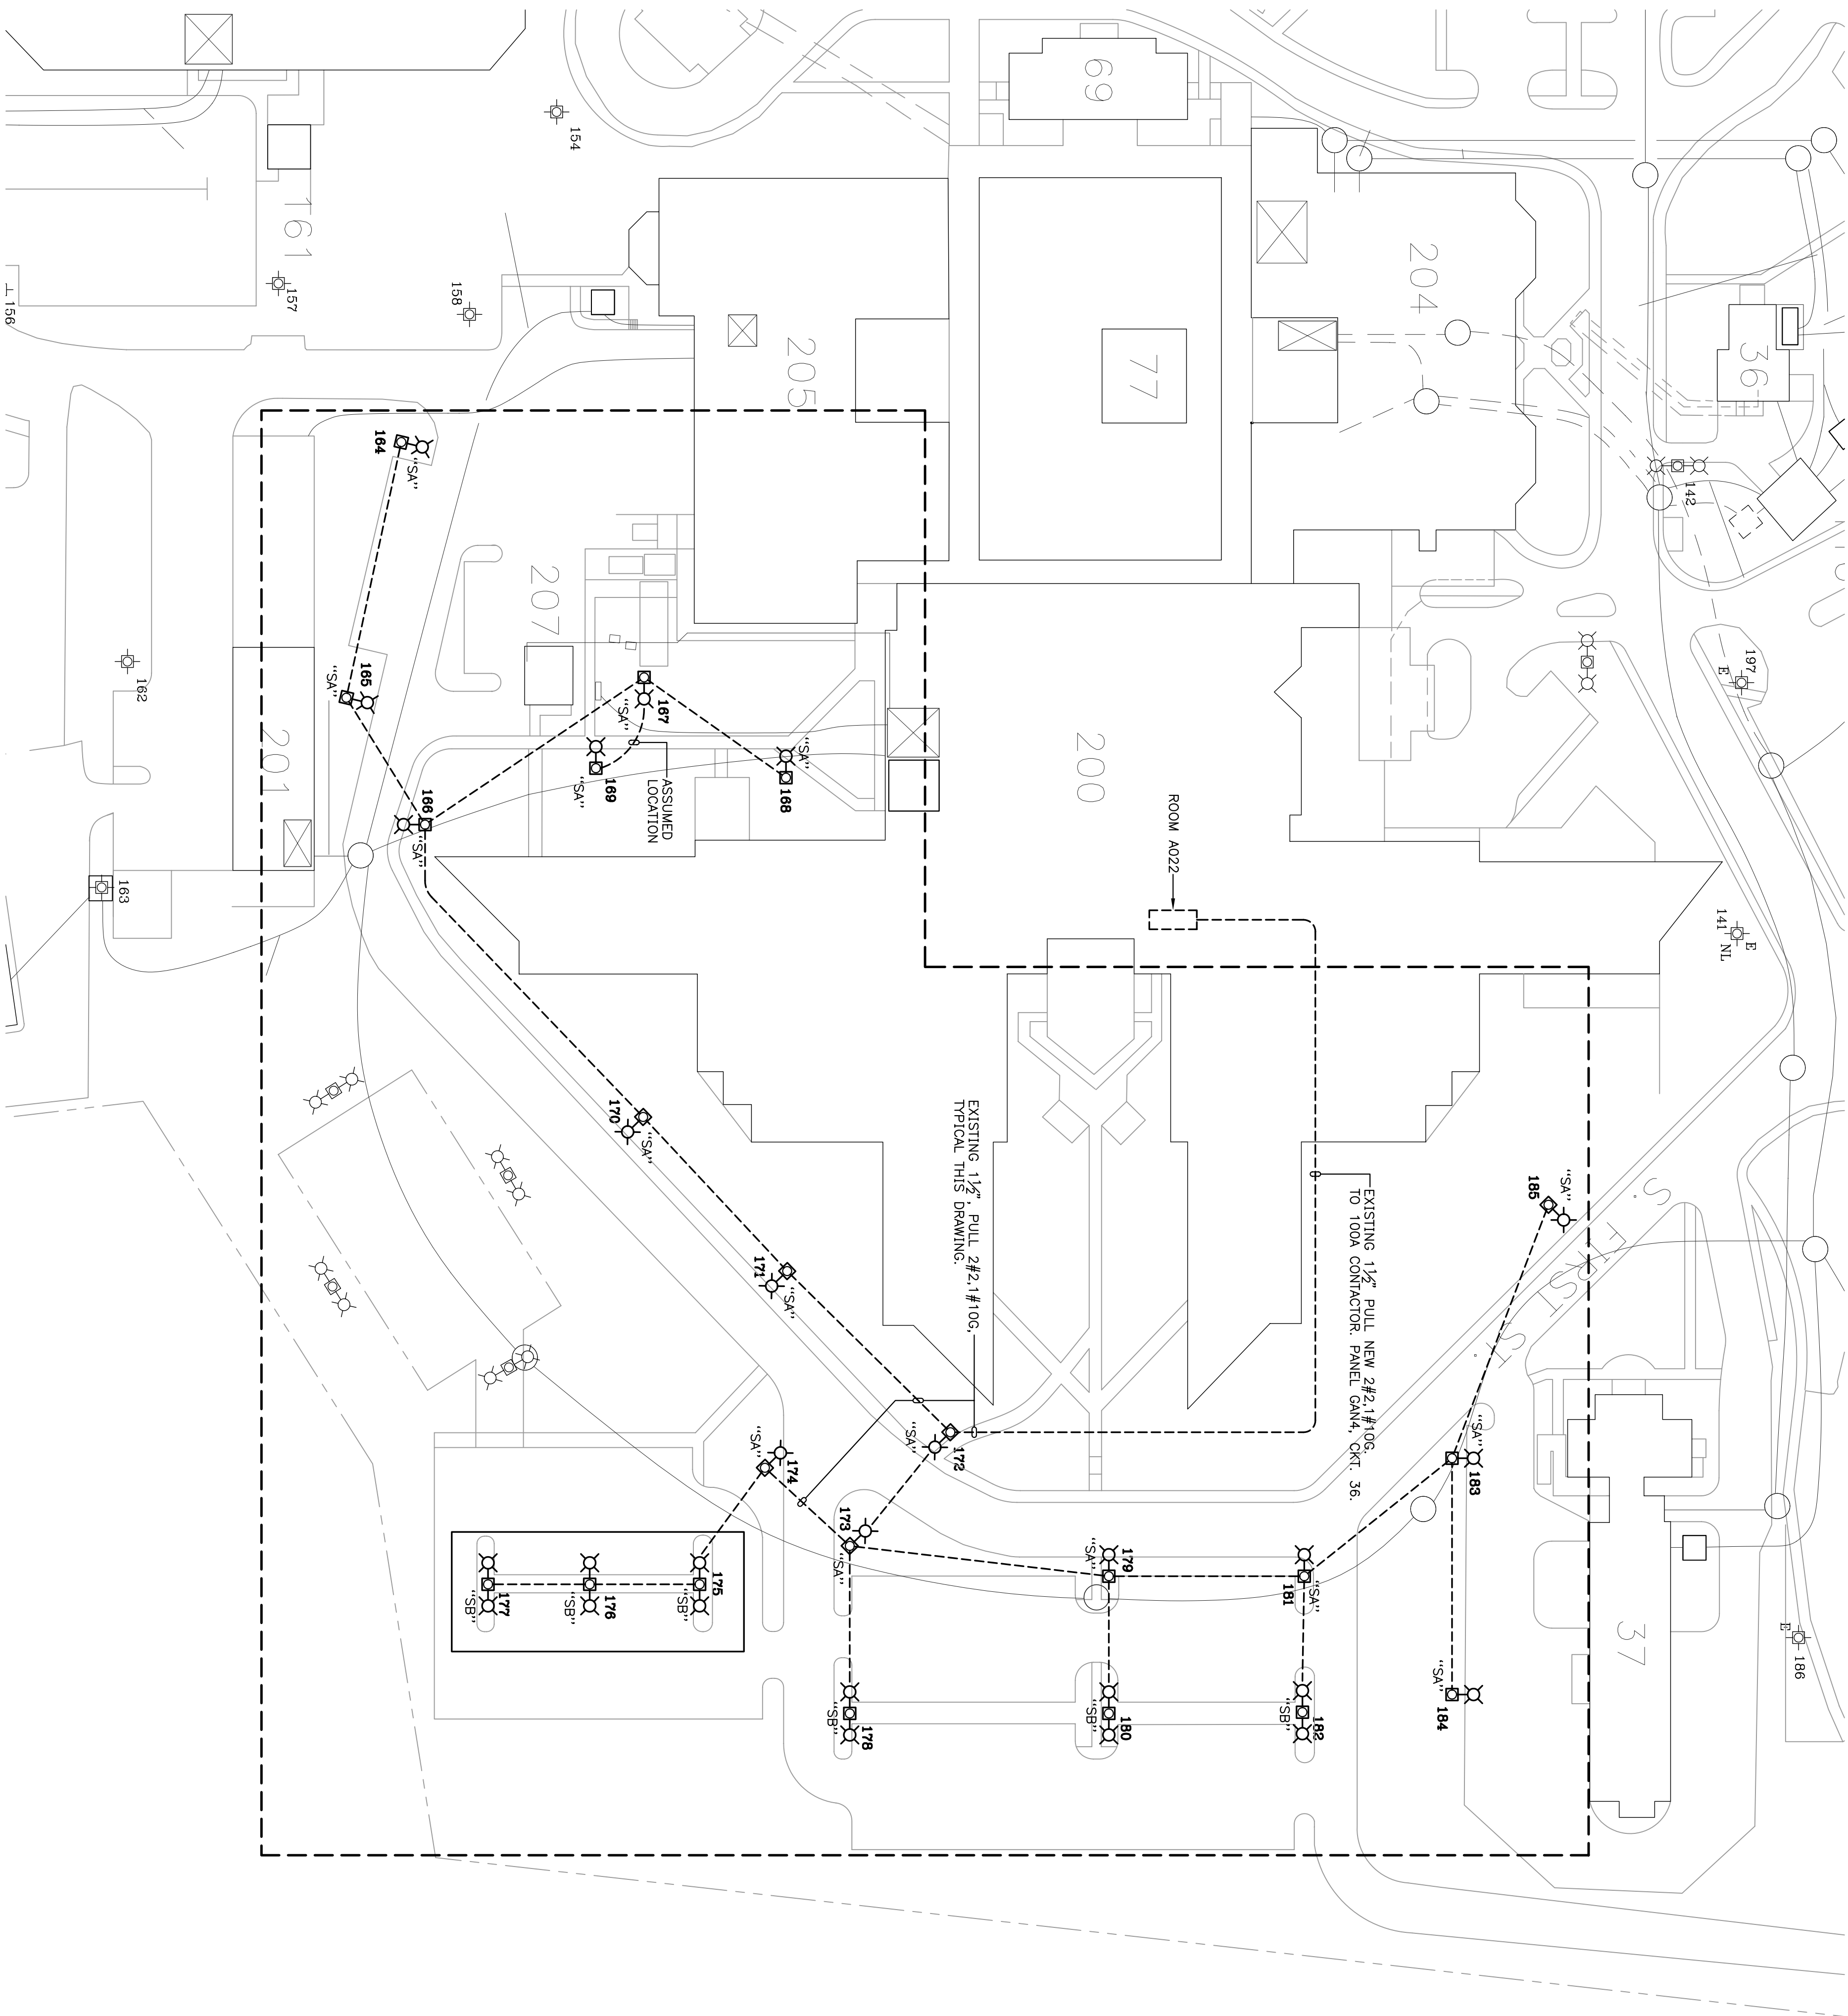 69
154
161
204
157
158
156
36
77
205
142
164
"SA"
207
197
E
162
165
"SA"
167
"SA"
201
"SA"
168
169
"SA"
ASSUMED
LOCATION
200
ROOM A022
166
"SA"
163
141
E
NL
170
"SA"
EXISTING 1½", PULL 2#2,1#10G,
TYPICAL THIS DRAWING.
EXISTING 1½" PULL NEW 2#2,1#10G.
TO 100A CONTACTOR. PANEL GAN4, CKT. 36.
185
"SA"
S. FIRST ST.
171
"SA"
172
"SA"
174
"SA"
173
"SA"
183
"SA"
175
"SB"
176
"SB"
177
"SB"
179
"SA"
181
"SA"
37
186
E
178
"SB"
180
"SB"
182
"SB"
184
"SA"